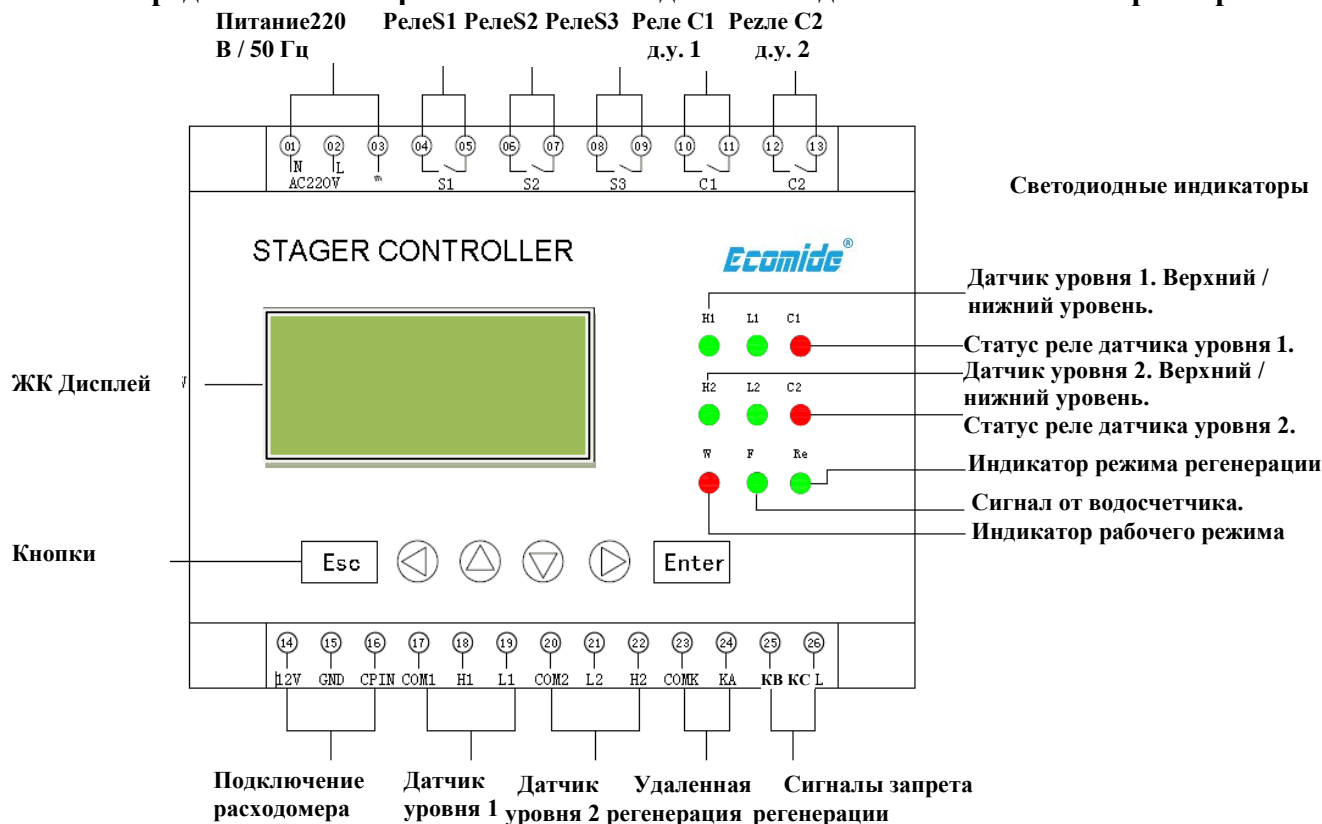 Питание220 РелеS1 РелеS2 РелеS3 Реле C1 Реzле C2
В / 50 Гц д.у. 1 д.у. 2
01 02 03 04 05 06 07 08 09 10 11 12 13
N L
AC220V S1 S2 S3 C1 C2
Светодиодные индикаторы
STAGER CONTROLLER
Ecomide®
Датчик уровня 1. Верхний /
нижний уровень.
H1 L1 C1
Статус реле датчика уровня 1.
ЖК Дисплей
Датчик уровня 2. Верхний /
нижний уровень.
H2 L2 C2
Статус реле датчика уровня 2.
W F Re
Индикатор режима регенерации
Сигнал от водосчетчика.
Индикатор рабочего режима
Кнопки
Esc Enter
14 15 16 17 18 19 20 21 22 23 24 25 26
12V GND CPIN COM1 H1 L1 COM2 L2 H2 COMK KA КВ КС L
Подключение Датчик Датчик Удаленная Сигналы запрета
расходомера уровня 1 уровня 2 регенерация регенерации